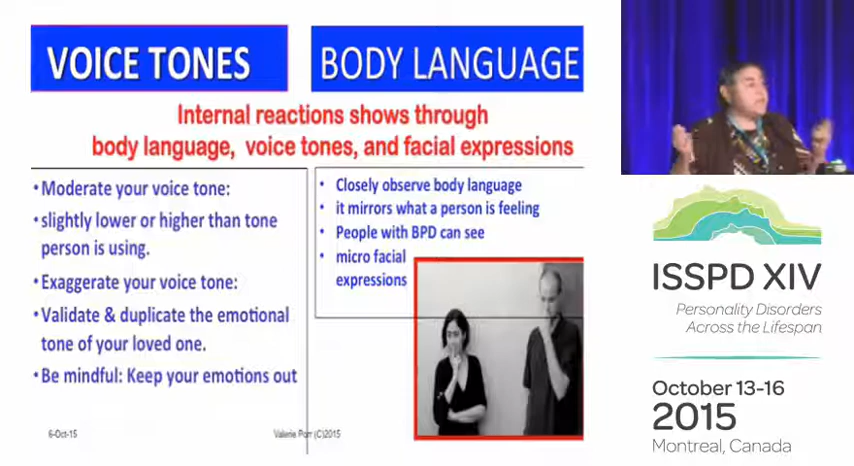 VOICE TONES
BODY LANGUAGE
Internal reactions shows through
body language, voice tones, and facial expressions
• Moderate your voice tone:
• slightly lower or higher than tone
person is using.
• Exaggerate your voice tone:
• Validate & duplicate the emotional
tone of your loved one.
• Be mindful: Keep your emotions out
• Closely observe body language
• it mirrors what a person is feeling
• People with BPD can see
• micro facial
expressions
6-Oct-15
Valerie Porr (C)2015
ISSPD XIV
Personality Disorders
Across the Lifespan
October 13-16
2015
Montreal, Canada